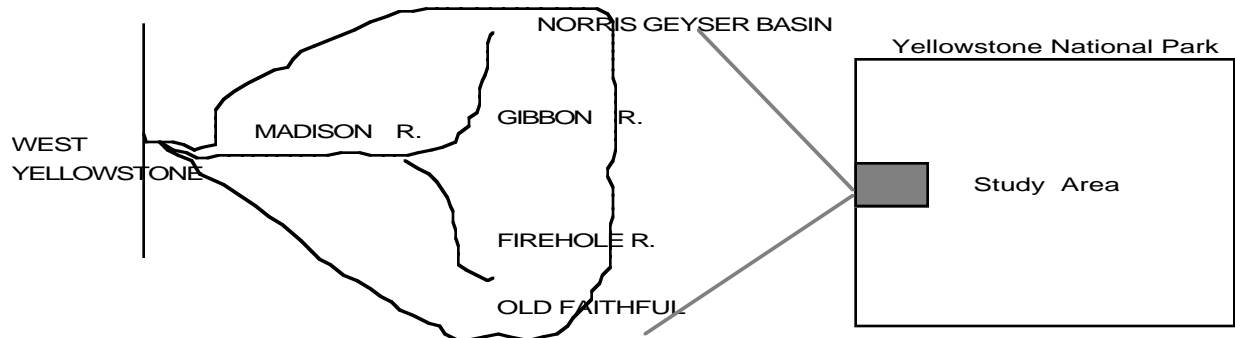 NORRIS GEYSER BASIN
Yellowstone National Park
GIBBON R.
MADISON R.
WEST
YELLOWSTONE
Study Area
FIREHOLE R.
OLD FAITHFUL